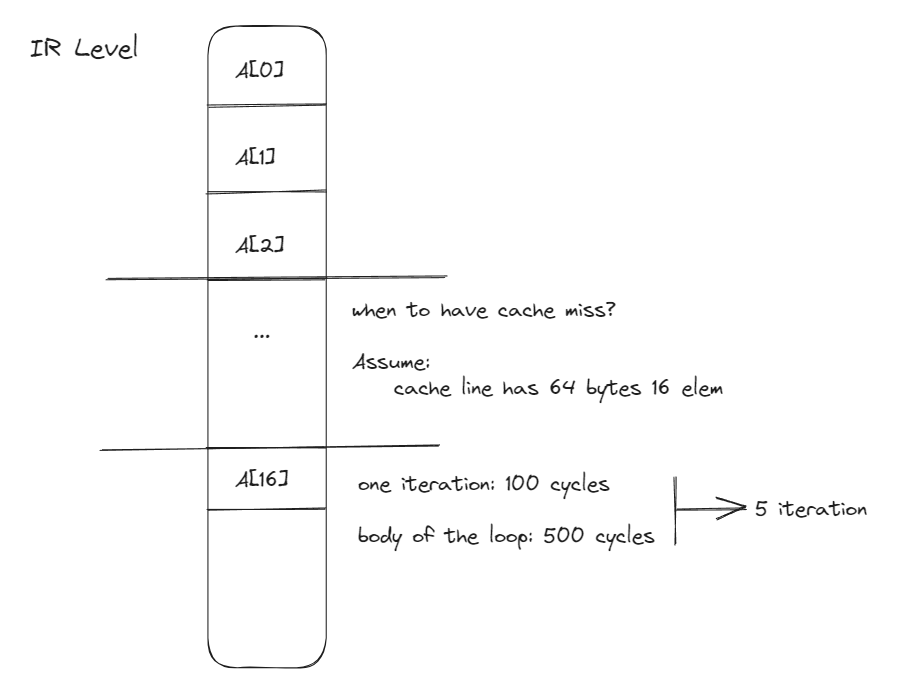 IR Level
A[0]
A[1]
A[2]
...
when to have cache miss?
Assume:
cache line has 64 bytes 16 elem
A[16]
one iteration: 100 cycles
body of the loop: 500 cycles
5 iteration